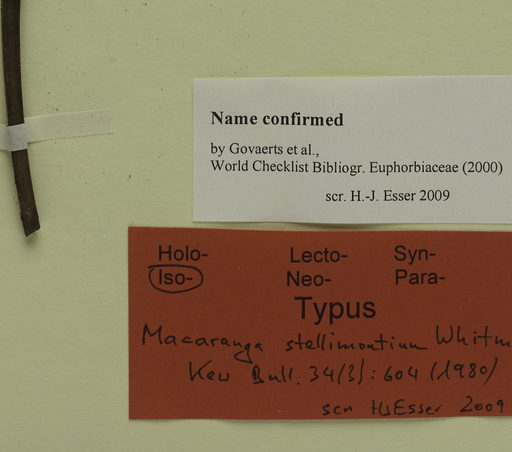 Name confirmed
by Govaerts et al.,
World Checklist Bibliogr. Euphorbiaceae (2000)
scr. H.-J. Esser 2009
Holo- Lecto- Syn-
Iso- Neo- Para-
Typus
Macaranga stellimontium Whitm
Kew Bull. 34(3): 604 (1980)
scr HJEsser 2009